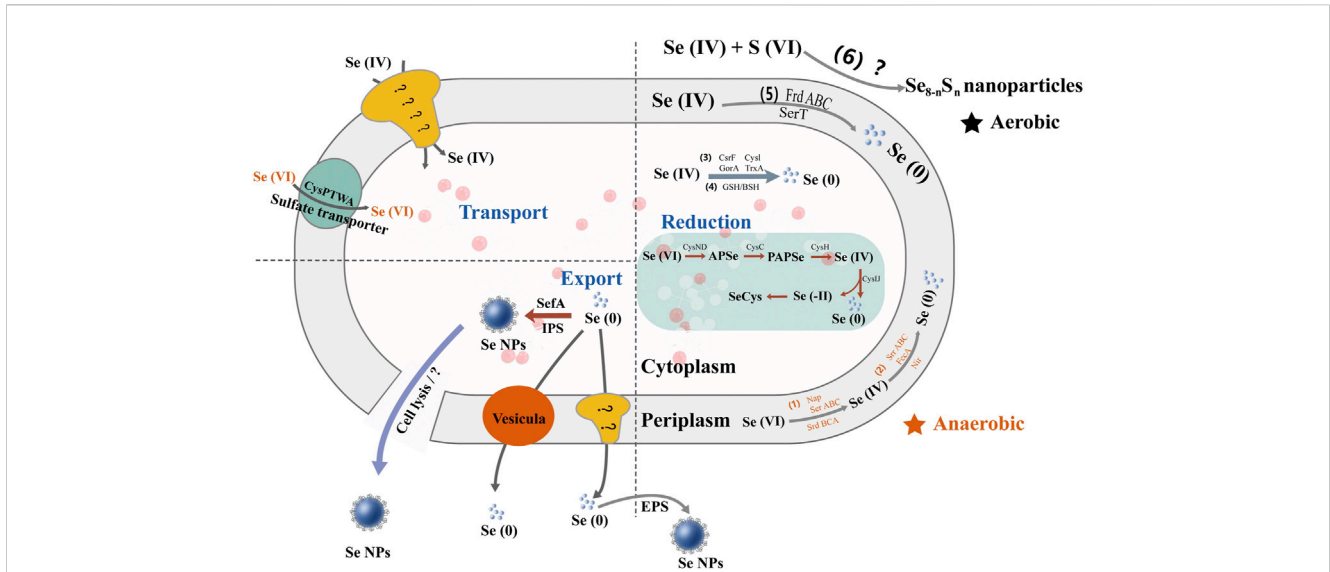 Se (IV)
? ? ? ?
Se (IV)
Se (VI)
CysPTWA
Se (VI)
Sulfate transporter
Transport
Se (IV) + S (VI)
(6) ?
Se8-nSn nanoparticles
★ Aerobic
Se (IV)
(5) Frd ABC
SerT
Se (0)
Se (IV)
(3) CsrF CysI
GorA TrxA
(4) GSH/BSH
Se (0)
Reduction
Se (VI)
CysND
APSe
CysC
PAPSe
CysH
Se (IV)
CysIJ
SeCys
Se (-II)
Se (0)
Export
SefA
IPS
Se (0)
Se NPs
Cytoplasm
Cell lysis / ?
Vesicula
? ?
Periplasm
Se (VI)
(1) Nap
Ser ABC
Srd BCA
Se (IV)
(2) Srr ABC
FccA
Nir
Se (0)
★ Anaerobic
Se NPs
Se (0)
Se (0)
EPS
Se NPs